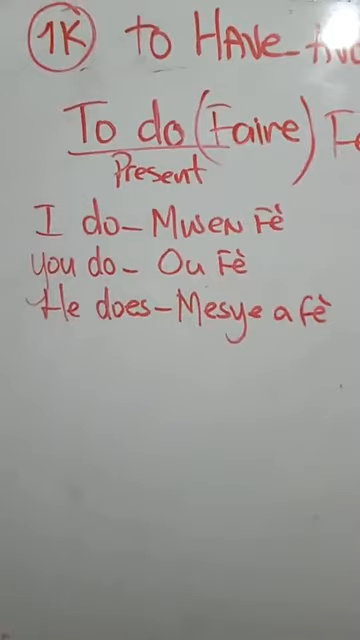 1K TO HAVE
To do (Faire)
Present
I do - Mwen Fè
you do - Ou Fè
He does - Mesye a fè